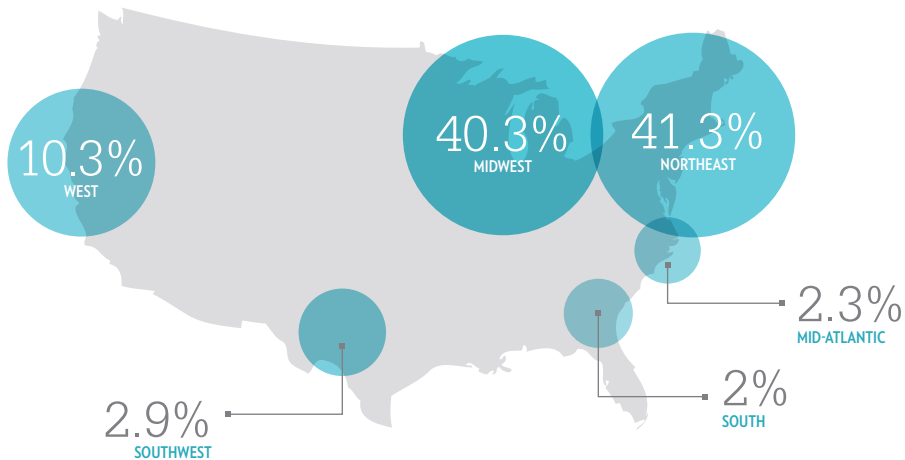 10.3%
WEST
40.3%
MIDWEST
41.3%
NORTHEAST
2.3%
MID-ATLANTIC
2%
SOUTH
2.9%
SOUTHWEST